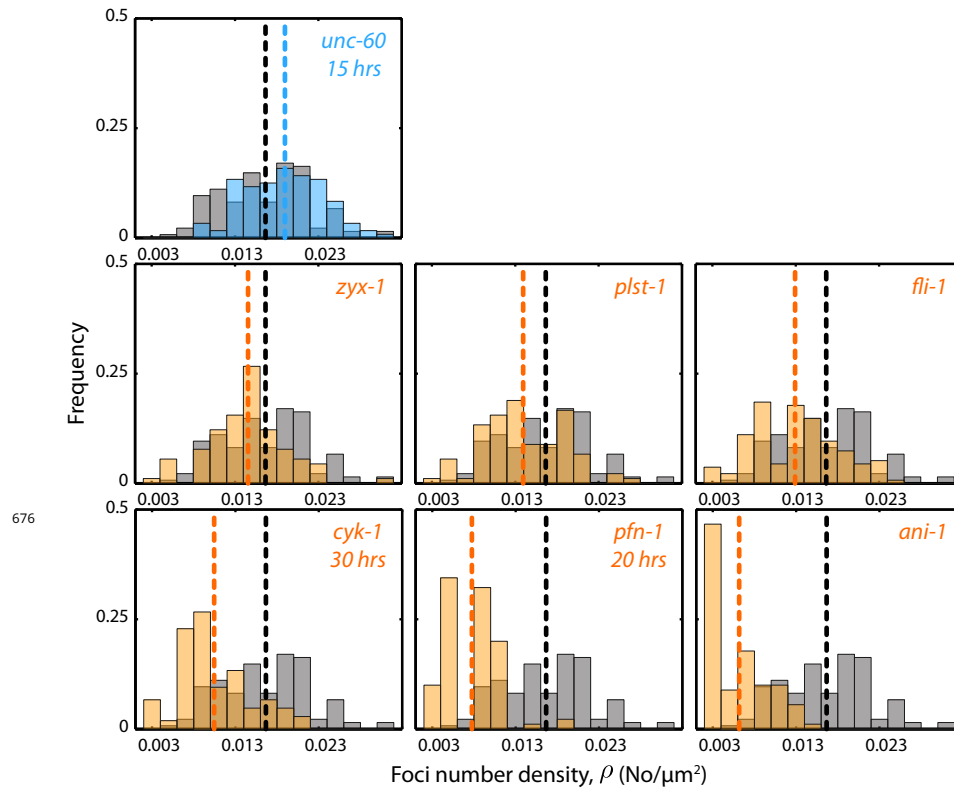 0.5
unc-60
15 hrs
0.25
0
0.003 0.013 0.023
0.5
zyx-1
plst-1
fli-1
Frequency
0.25
0
0.003 0.013 0.023
0.003 0.013 0.023
0.003 0.013 0.023
676
0.5
cyk-1
30 hrs
pfn-1
20 hrs
ani-1
0.25
0
0.003 0.013 0.023
0.003 0.013 0.023
0.003 0.013 0.023
Foci number density, ρ (No/μm²)